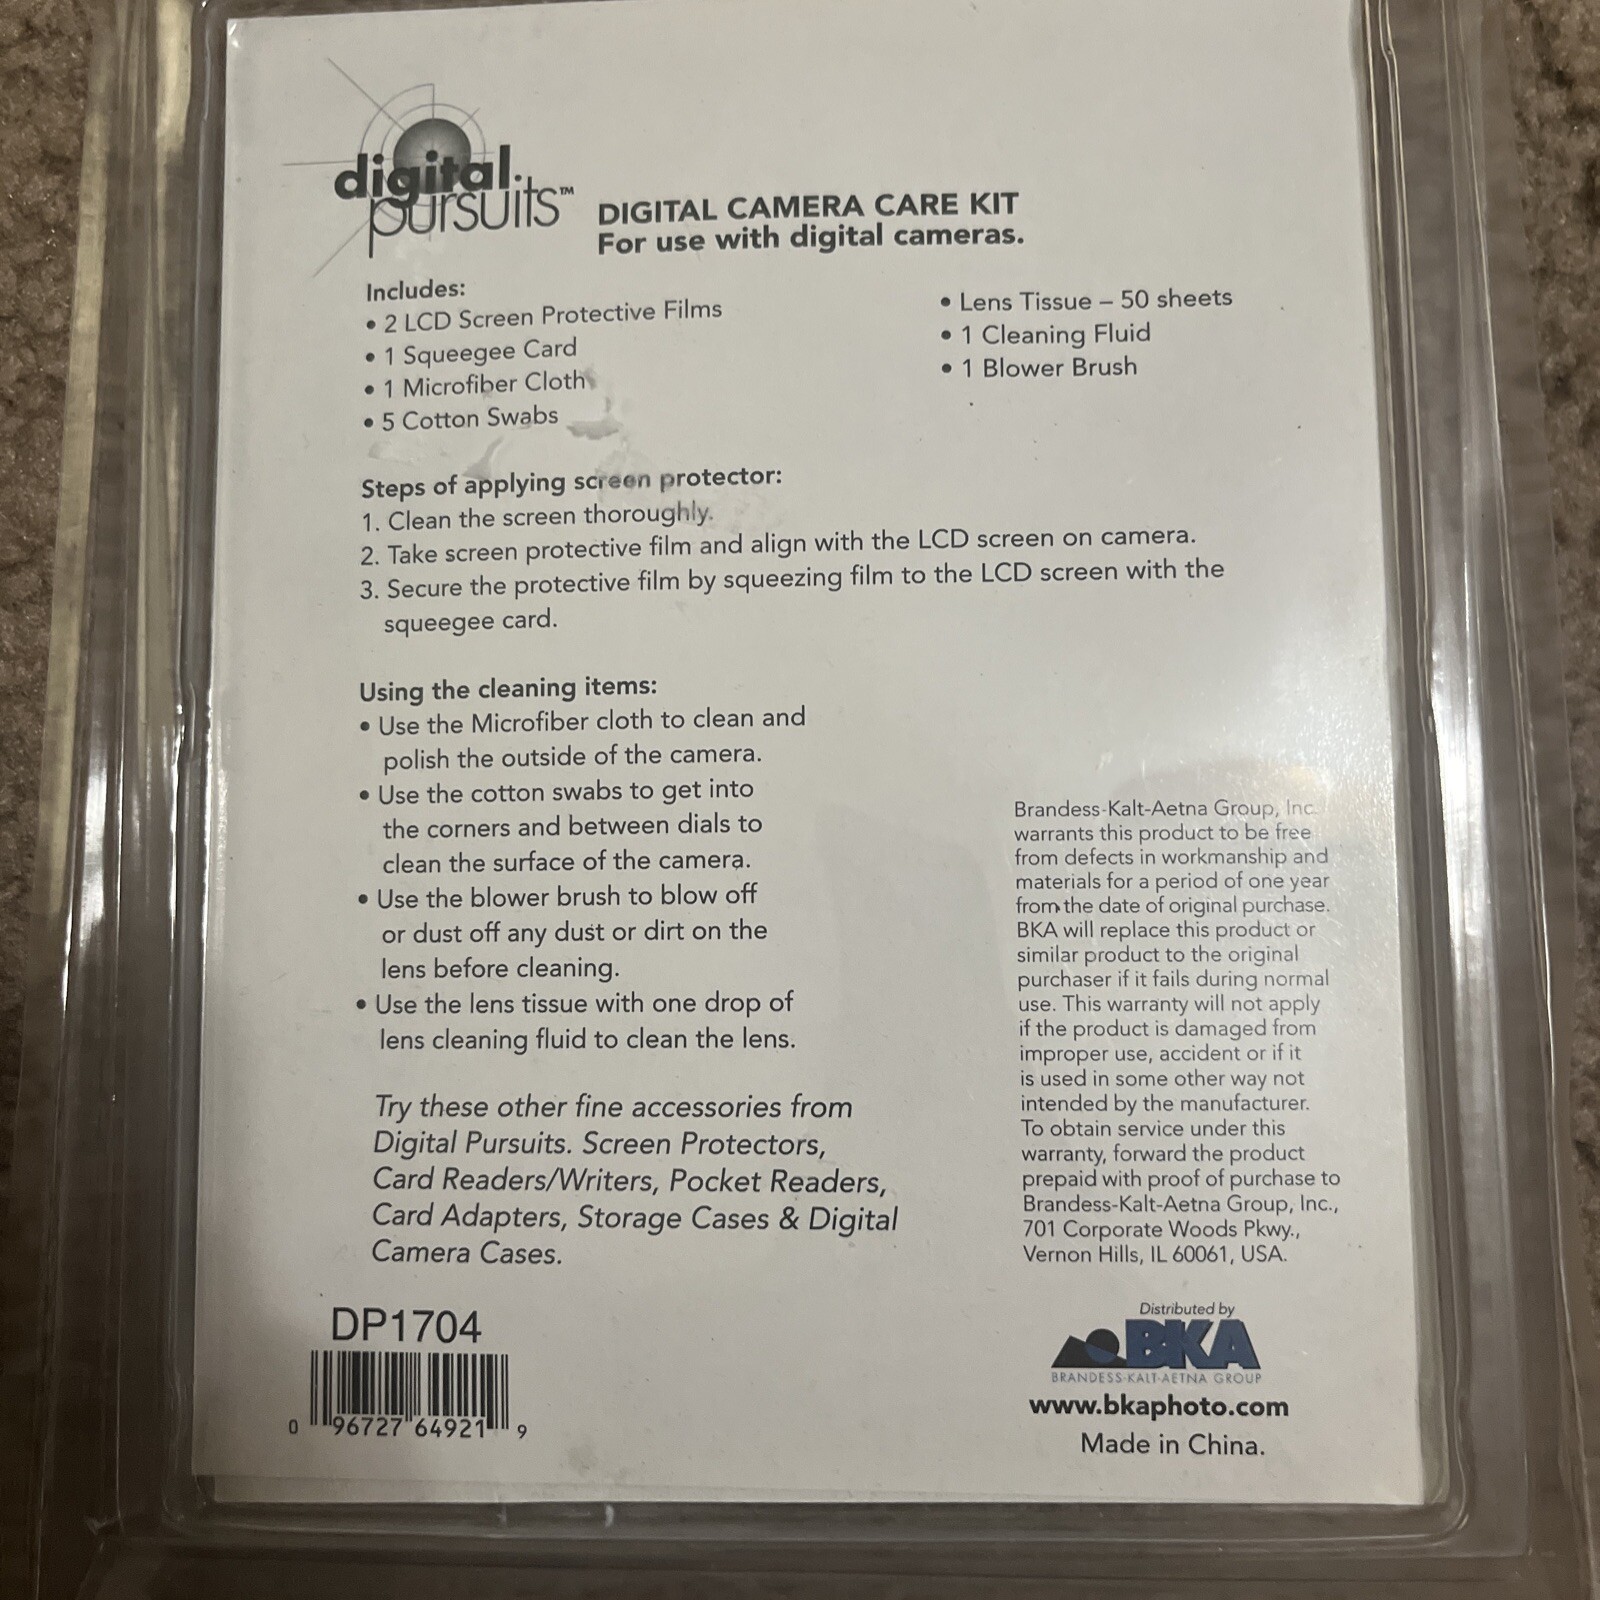 digital
pursuits™
DIGITAL CAMERA CARE KIT
For use with digital cameras.
Includes:
• 2 LCD Screen Protective Films
• 1 Squeegee Card
• 1 Microfiber Cloth
• 5 Cotton Swabs
• Lens Tissue – 50 sheets
• 1 Cleaning Fluid
• 1 Blower Brush
Steps of applying screen protector:
1. Clean the screen thoroughly.
2. Take screen protective film and align with the LCD screen on camera.
3. Secure the protective film by squeezing film to the LCD screen with the
squeegee card.
Using the cleaning items:
• Use the Microfiber cloth to clean and
polish the outside of the camera.
• Use the cotton swabs to get into
the corners and between dials to
clean the surface of the camera.
• Use the blower brush to blow off
or dust off any dust or dirt on the
lens before cleaning.
• Use the lens tissue with one drop of
lens cleaning fluid to clean the lens.
Try these other fine accessories from
Digital Pursuits. Screen Protectors,
Card Readers/Writers, Pocket Readers,
Card Adapters, Storage Cases & Digital
Camera Cases.
DP1704
0 96727 64921 9
Brandess-Kalt-Aetna Group, Inc.
warrants this product to be free
from defects in workmanship and
materials for a period of one year
from the date of original purchase.
BKA will replace this product or
similar product to the original
purchaser if it fails during normal
use. This warranty will not apply
if the product is damaged from
improper use, accident or if it
is used in some other way not
intended by the manufacturer.
To obtain service under this
warranty, forward the product
prepaid with proof of purchase to
Brandess-Kalt-Aetna Group, Inc.,
701 Corporate Woods Pkwy.,
Vernon Hills, IL 60061, USA.
Distributed by
BKA
BRANDESS-KALT-AETNA GROUP
www.bkaphoto.com
Made in China.